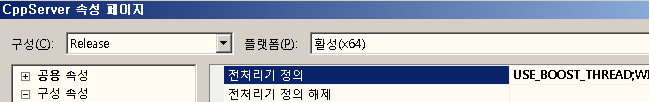 CppServer 속성 페이지
구성(C): Release 플랫폼(P): 활성(x64)
공용 속성 전처리기 정의 USE_BOOST_THREAD;WI
구성 속성 전처리기 정의 해제